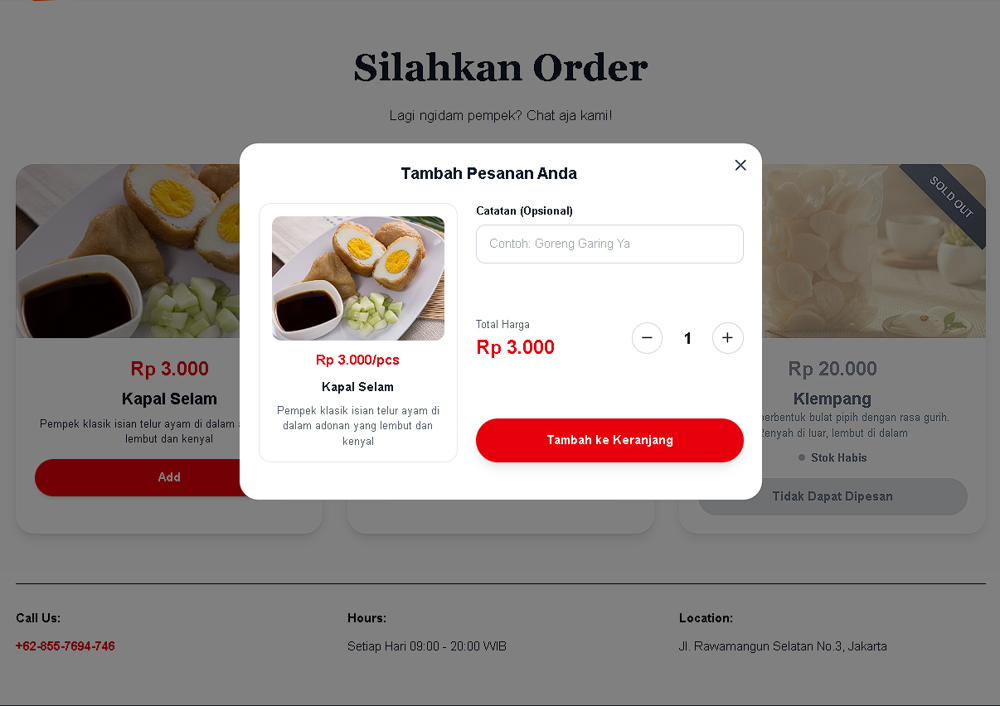 Silahkan Order
Lagi ngidam pempek? Chat aja kami!
Tambah Pesanan Anda
Rp 3.000/pcs
Kapal Selam
Pempek klasik isian telur ayam di
dalam adonan yang lembut dan
kenyal
Catatan (Opsional)
Contoh: Goreng Garing Ya
Total Harga
Rp 3.000
1
Tambah ke Keranjang
Rp 3.000
Kapal Selam
Pempek klasik isian telur ayam di dalam
lembut dan kenyal
Add
SOLD OUT
Rp 20.000
Klempang
berbentuk bulat pipih dengan rasa gurih.
di luar, lembut di dalam
Stok Habis
Tidak Dapat Dipesan
Call Us:
+62-855-7694-746
Hours:
Setiap Hari 09:00 - 20:00 WIB
Location:
Jl. Rawamangun Selatan No.3, Jakarta